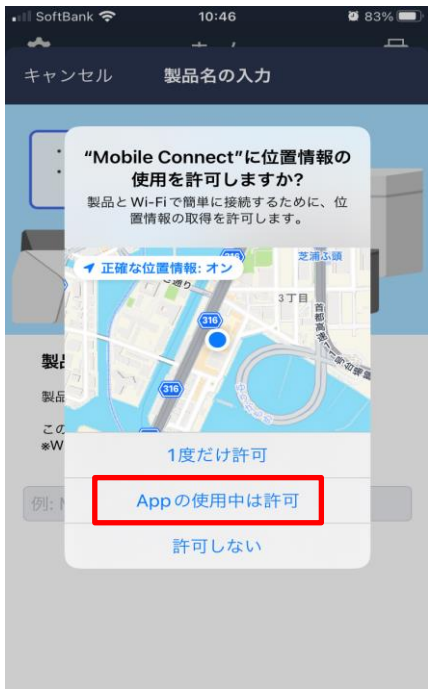 SoftBank 10:46 83%
キャンセル 製品名の入力
“Mobile Connect”に位置情報の
使用を許可しますか?
製品とWi-Fiで簡単に接続するために、位
置情報の取得を許可します。
正確な位置情報: オン
芝浦ふ頭
3丁目
316
316
製品
この
※W
1度だけ許可
例:
Appの使用中は許可
許可しない